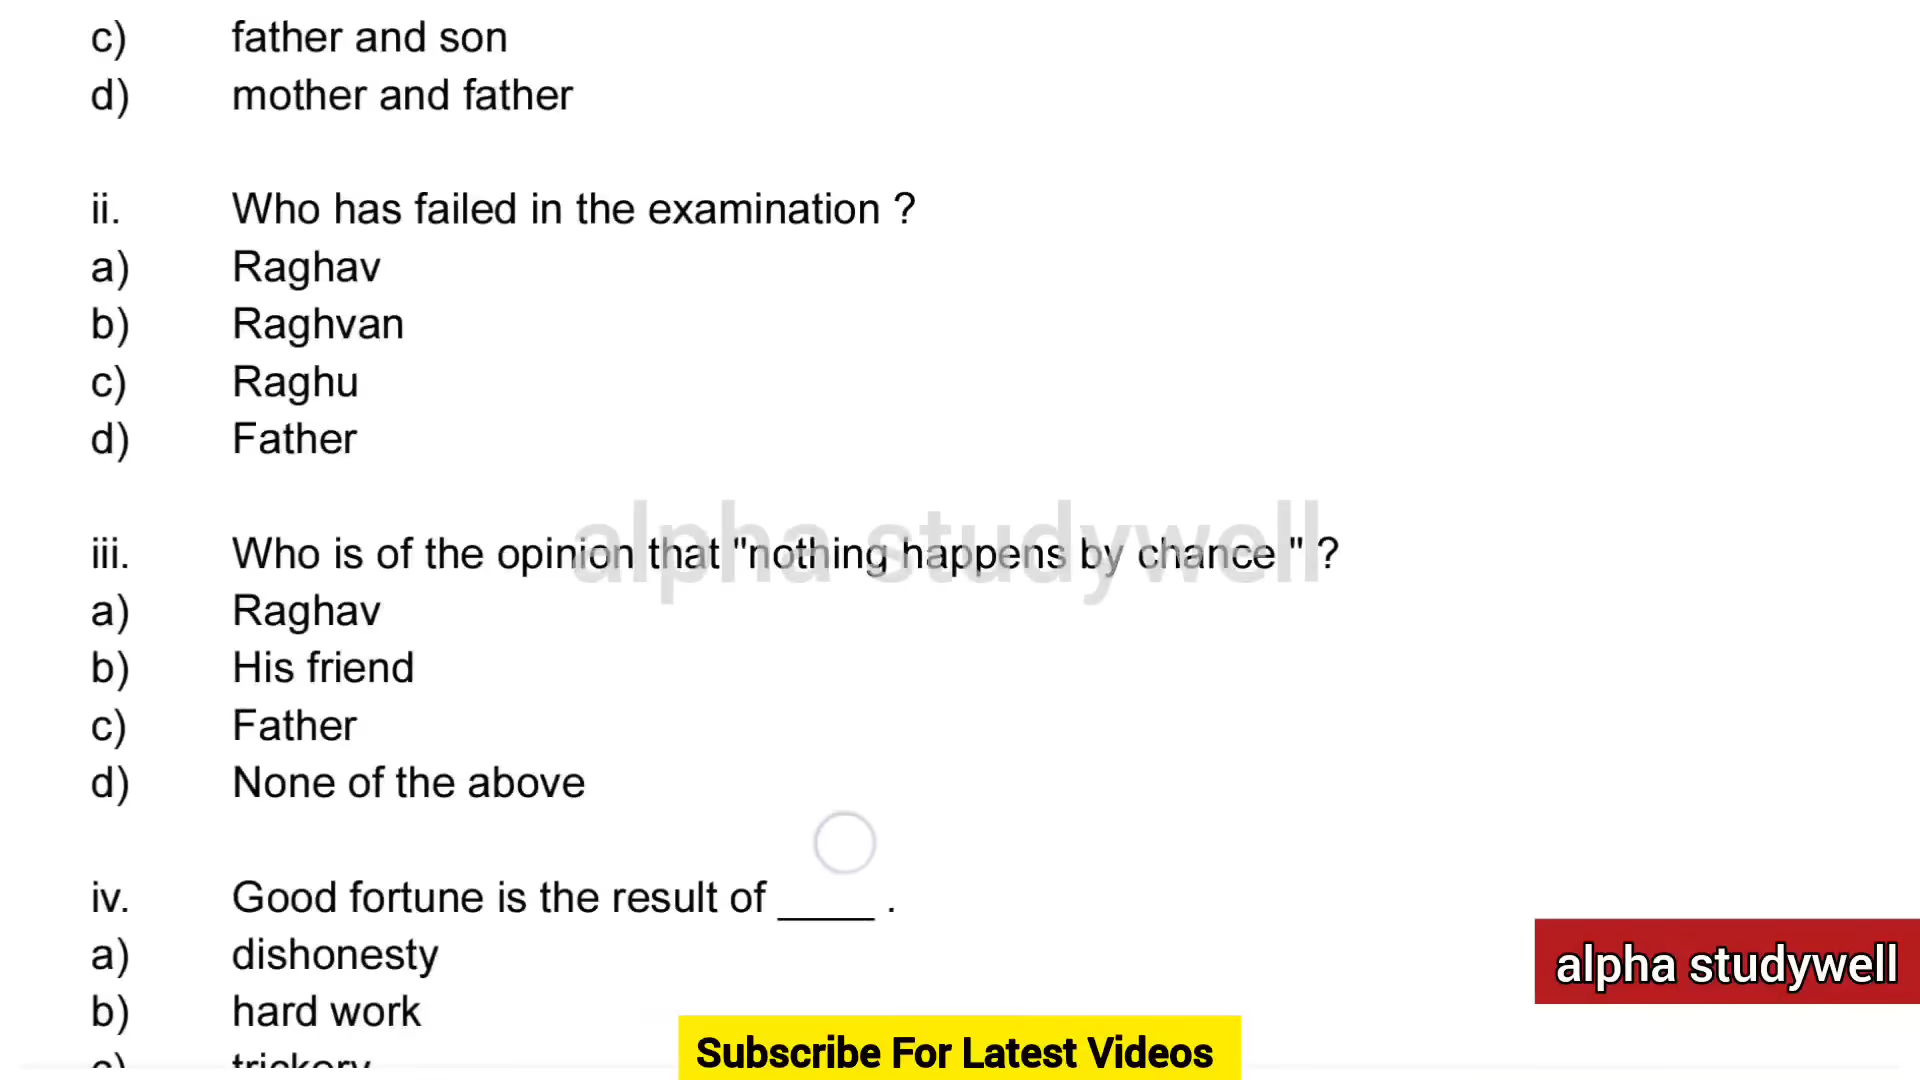 c) father and son
d) mother and father
ii. Who has failed in the examination ?
a) Raghav
b) Raghvan
c) Raghu
d) Father
iii. Who is of the opinion that "nothing happens by chance " ?
alpha studywell
a) Raghav
b) His friend
c) Father
d) None of the above
iv. Good fortune is the result of ____ .
a) dishonesty
b) hard work
c) trickery
alpha studywell
Subscribe For Latest Videos